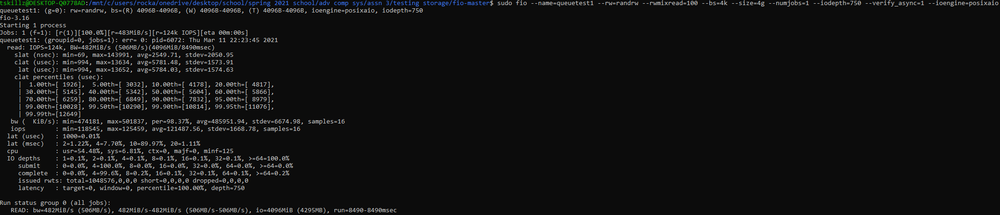 tskillz@DESKTOP-Q0778AD:/mnt/c/users/rocka/onedrive/desktop/school/spring 2021 school/adv comp sys/assn 3/testing storage/fio-master$ sudo fio --name=queuetest1 --rw=randrw --rwmixread=100 --bs=4k --size=4g --numjobs=1 --iodepth=750 --verify_async=1 --ioengine=posixaio
queuetest1: (g=0): rw=randrw, bs=(R) 4096B-4096B, (W) 4096B-4096B, (T) 4096B-4096B, ioengine=posixaio, iodepth=750
fio-3.16
Starting 1 process
Jobs: 1 (f=1): [r(1)][100.0%][r=483MiB/s][r=124k IOPS][eta 00m:00s]
queuetest1: (groupid=0, jobs=1): err= 0: pid=6072: Thu Mar 11 22:23:45 2021
  read: IOPS=124k, BW=482MiB/s (506MB/s)(4096MiB/8490msec)
    slat (nsec): min=69, max=143991, avg=2549.71, stdev=2050.95
    clat (usec): min=994, max=13634, avg=5781.48, stdev=1573.91
     lat (usec): min=994, max=13652, avg=5784.03, stdev=1574.63
    clat percentiles (usec):
     |  1.00th=[ 1926],  5.00th=[ 3032], 10.00th=[ 4178], 20.00th=[ 4817],
     | 30.00th=[ 5145], 40.00th=[ 5342], 50.00th=[ 5604], 60.00th=[ 5866],
     | 70.00th=[ 6259], 80.00th=[ 6849], 90.00th=[ 7832], 95.00th=[ 8979],
     | 99.00th=[10028], 99.50th=[10290], 99.90th=[10814], 99.95th=[11076],
     | 99.99th=[12649]
   bw (  KiB/s): min=474181, max=501837, per=98.37%, avg=485951.94, stdev=6674.98, samples=16
   iops        : min=118545, max=125459, avg=121487.56, stdev=1668.78, samples=16
  lat (usec)   : 1000=0.01%
  lat (msec)   : 2=1.22%, 4=7.70%, 10=89.97%, 20=1.11%
  cpu          : usr=54.48%, sys=6.81%, ctx=0, majf=0, minf=125
  IO depths    : 1=0.1%, 2=0.1%, 4=0.1%, 8=0.1%, 16=0.1%, 32=0.1%, >=64=100.0%
     submit    : 0=0.0%, 4=100.0%, 8=0.0%, 16=0.0%, 32=0.0%, 64=0.0%, >=64=0.0%
     complete  : 0=0.0%, 4=99.6%, 8=0.2%, 16=0.1%, 32=0.1%, 64=0.1%, >=64=0.2%
     issued rwts: total=1048576,0,0,0 short=0,0,0,0 dropped=0,0,0,0
     latency   : target=0, window=0, percentile=100.00%, depth=750

Run status group 0 (all jobs):
   READ: bw=482MiB/s (506MB/s), 482MiB/s-482MiB/s (506MB/s-506MB/s), io=4096MiB (4295MB), run=8490-8490msec